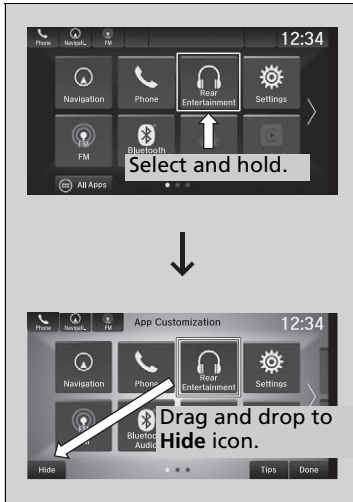 Phone Navigati.. FM 12:34
Navigation Phone Rear Entertainment Settings
FM Bluetooth
Select and hold.
All Apps
Phone Navigati.. FM App Customization 12:34
Navigation Phone Rear Entertainment Settings
Bluetooth Audio
Drag and drop to
Hide icon.
Hide Tips Done